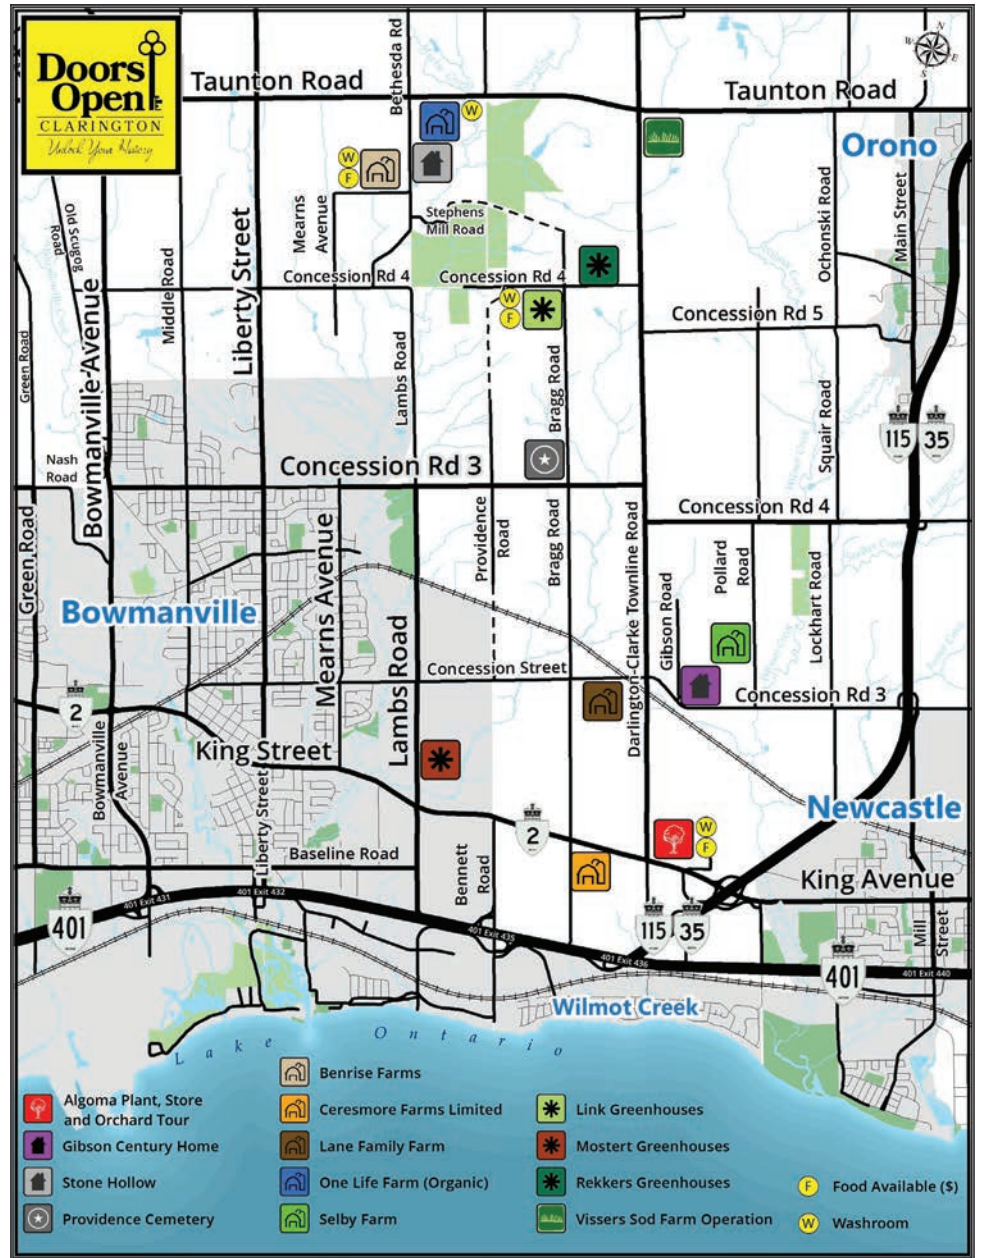 Doors
Open
CLARINGTON
Unlock Your History
Taunton Road
Bethesda Rd
Taunton Road
N
W
E
S
Orono
W
W
F
Old Scugog
Road
Mearns
Avenue
Stephens
Mill Road
Ochonski Road
Main Street
Liberty Street
Middle Road
Concession Rd 4
Concession Rd 4
Bowmanville Avenue
W
F
Concession Rd 5
Green Road
Lambs Road
Bragg Road
Squair Road
115
35
Nash
Road
Concession Rd 3
Concession Rd 4
Green Road
Mearns Avenue
Providence
Road
Bragg Road
Darlington-Clarke Townline Road
Gibson Road
Pollard
Road
Lockhart Road
Bowmanville
Lambs Road
Concession Street
Concession Rd 3
2
Bowmanville
Avenue
King Street
Liberty Street
Newcastle
2
W
F
Baseline Road
Bennett
Road
King Avenue
401 Exit 431
401 Exit 432
401
401 Exit 435
115
35
Mill
Street
401 Exit 436
401
401 Exit 440
Wilmot Creek
Lake Ontario
Benrise Farms
Algoma Plant, Store
and Orchard Tour
Ceresmore Farms Limited
Link Greenhouses
Gibson Century Home
Lane Family Farm
Mostert Greenhouses
Stone Hollow
One Life Farm (Organic)
Rekkers Greenhouses
F Food Available ($)
Providence Cemetery
Selby Farm
Vissers Sod Farm Operation
W Washroom